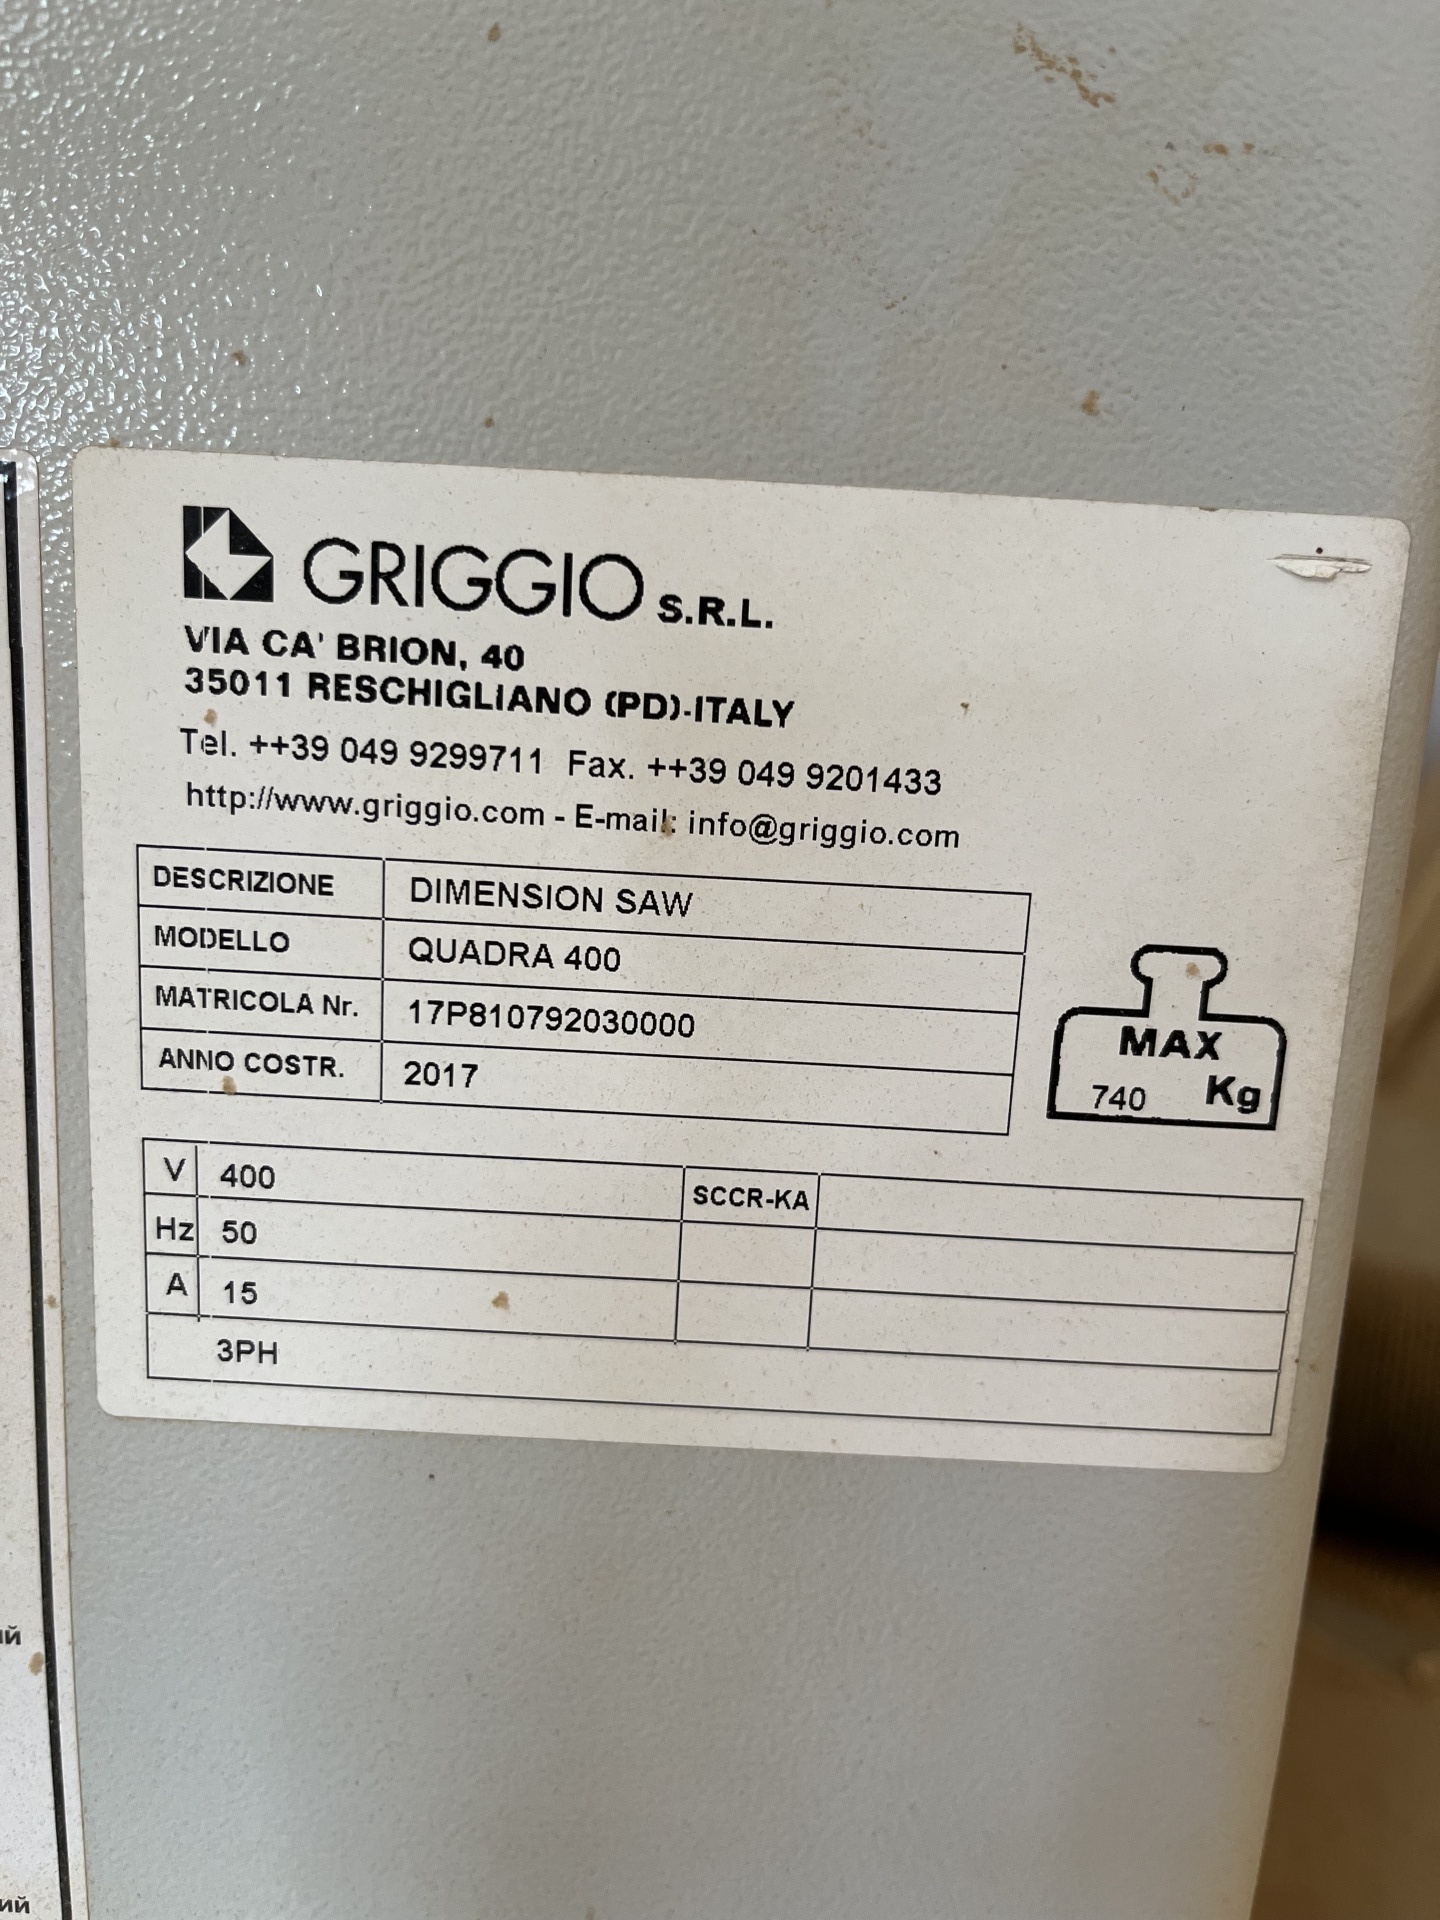 GRIGGIO S.R.L.
VIA CA' BRION, 40
35011 RESCHIGLIANO (PD)-ITALY
Tel. ++39 049 9299711 Fax. ++39 049 9201433
http://www.griggio.com - E-mail: info@griggio.com
DESCRIZIONE DIMENSION SAW
MODELLO QUADRA 400
MATRICOLA Nr. 17P810792030000
ANNO COSTR. 2017
MAX
740 Kg
V 400 SCCR-KA
Hz 50
A 15
3PH